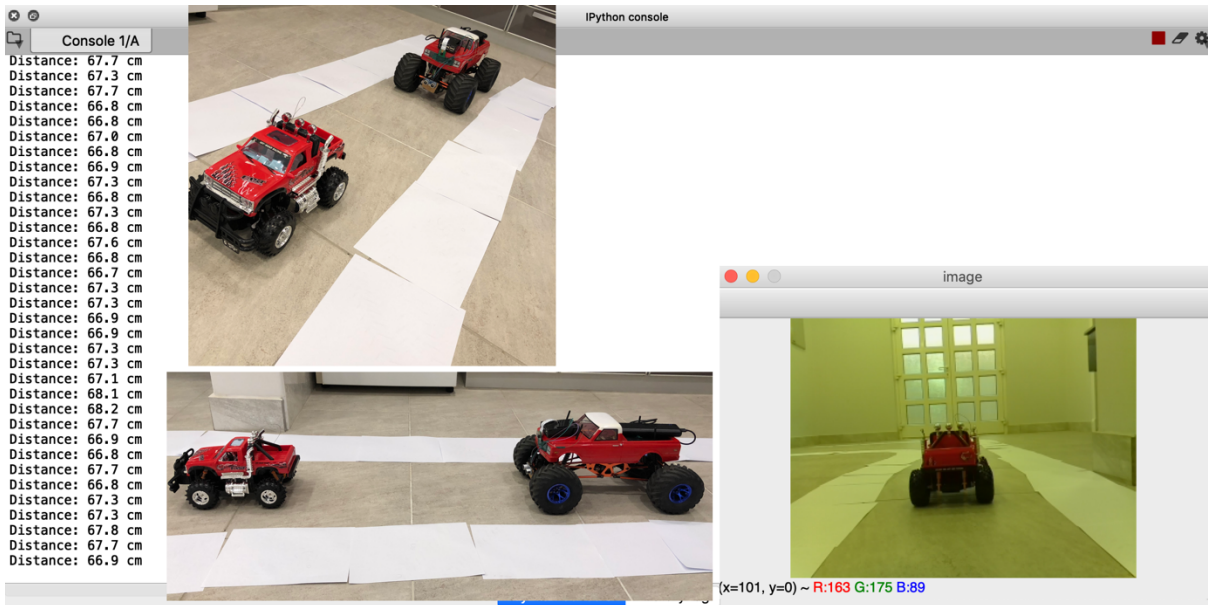 IPython console
Console 1/A
Distance: 67.7 cm
Distance: 67.3 cm
Distance: 67.7 cm
Distance: 66.8 cm
Distance: 66.8 cm
Distance: 67.0 cm
Distance: 66.8 cm
Distance: 66.9 cm
Distance: 67.3 cm
Distance: 66.8 cm
Distance: 67.3 cm
Distance: 66.8 cm
Distance: 67.6 cm
Distance: 66.8 cm
Distance: 66.7 cm
Distance: 67.3 cm
Distance: 67.3 cm
Distance: 66.9 cm
Distance: 66.9 cm
Distance: 67.3 cm
Distance: 67.3 cm
Distance: 67.1 cm
Distance: 68.1 cm
Distance: 68.2 cm
Distance: 67.7 cm
Distance: 66.9 cm
Distance: 66.8 cm
Distance: 67.7 cm
Distance: 66.8 cm
Distance: 67.3 cm
Distance: 67.3 cm
Distance: 67.8 cm
Distance: 67.7 cm
Distance: 66.9 cm
image
(x=101, y=0) ~ R:163 G:175 B:89